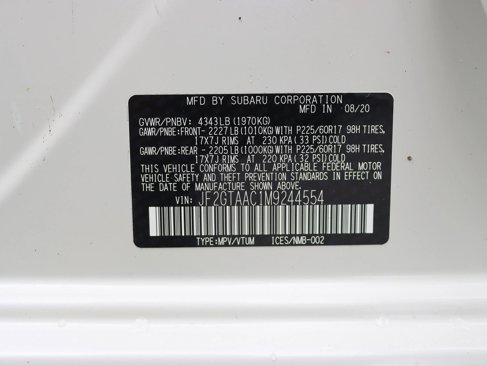 MFD BY SUBARU CORPORATION
MFD IN 08/20
GVWR/PNBV: 4343LB(1970KG)
GAWR/PNBE:FRONT- 2227LB(1010KG)WITH P225/60R17 98H TIRES,
17X7J RIMS AT 230 KPA( 33 PSI)COLD
GAWR/PNBE:REAR - 2205LB(1000KG)WITH P225/60R17 98H TIRES,
17X7J RIMS AT 220 KPA( 32 PSI)COLD
THIS VEHICLE CONFORMS TO ALL APPLICABLE FEDERAL MOTOR
VEHICLE SAFETY, BUMPER, AND THEFT PREVENTION STANDARDS
IN EFFECT ON THE DATE OF MANUFACTURE SHOWN ABOVE.
VIN: JF2GTAAC1M9244554
TYPE:MPV/VTUM ICES/NMB-002